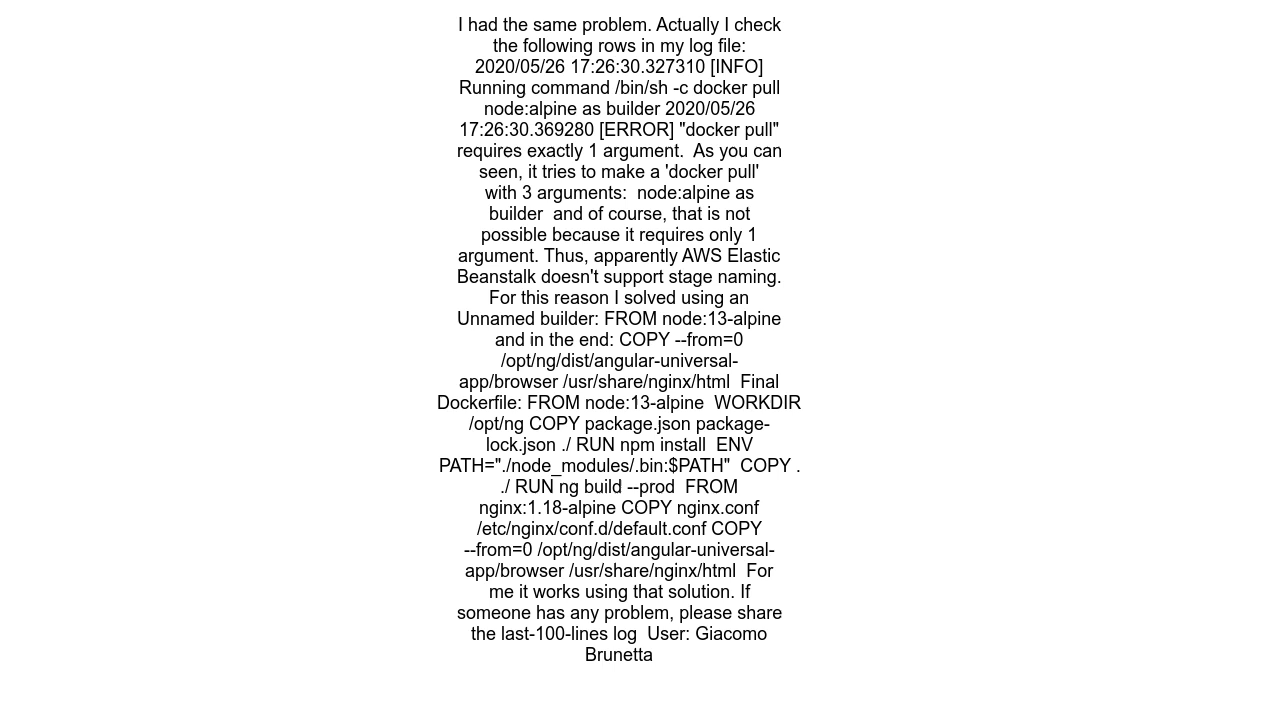 I had the same problem. Actually I check
the following rows in my log file:
2020/05/26 17:26:30.327310 [INFO]
Running command /bin/sh -c docker pull
node:alpine as builder 2020/05/26
17:26:30.369280 [ERROR] "docker pull"
requires exactly 1 argument.  As you can
seen, it tries to make a 'docker pull'
with 3 arguments:  node:alpine as
builder  and of course, that is not
possible because it requires only 1
argument. Thus, apparently AWS Elastic
Beanstalk doesn't support stage naming.
For this reason I solved using an
Unnamed builder: FROM node:13-alpine
and in the end: COPY --from=0
/opt/ng/dist/angular-universal-
app/browser /usr/share/nginx/html  Final
Dockerfile: FROM node:13-alpine  WORKDIR
/opt/ng COPY package.json package-
lock.json ./ RUN npm install  ENV
PATH="./node_modules/.bin:$PATH"  COPY .
./ RUN ng build --prod  FROM
nginx:1.18-alpine COPY nginx.conf
/etc/nginx/conf.d/default.conf COPY
--from=0 /opt/ng/dist/angular-universal-
app/browser /usr/share/nginx/html  For
me it works using that solution. If
someone has any problem, please share
the last-100-lines log  User: Giacomo
Brunetta